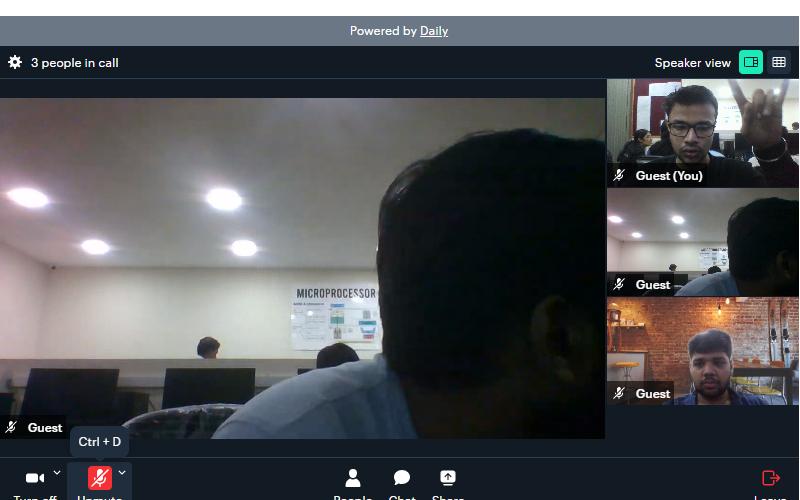 Powered by Daily
3 people in call
Speaker view
Guest (You)
Guest
Guest
MICROPROCESSOR
Guest
Ctrl + D
Turn off
Unmute
People
Chat
Share
Leave